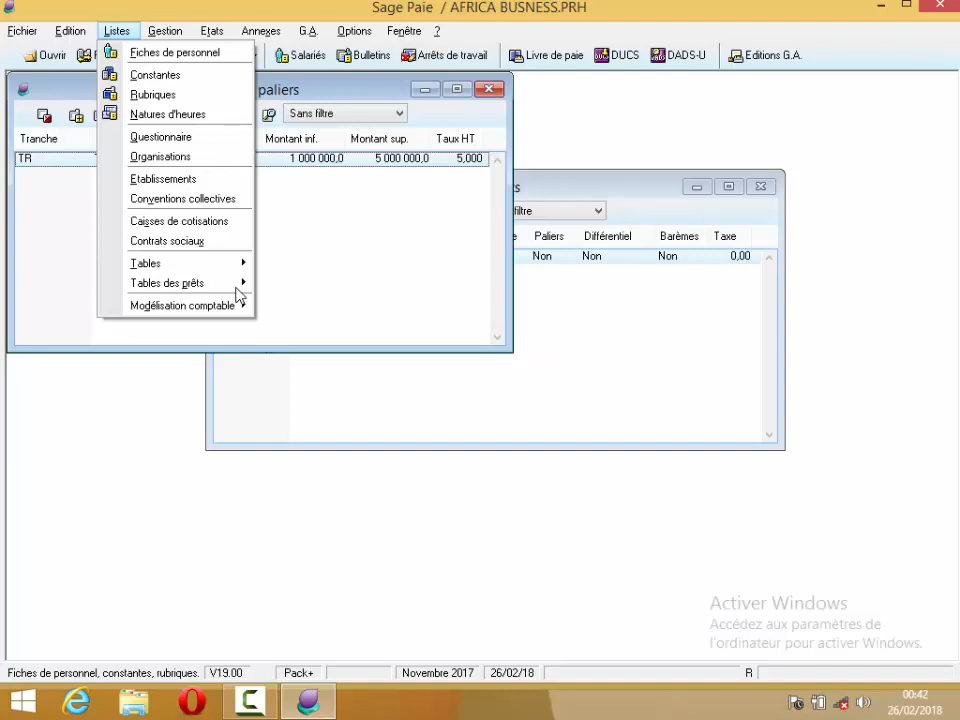 Sage Paie / AFRICA BUSNESS.PRH
Fichier Edition Listes Gestion Etats Annexes G.A. Options Fenêtre ?
Ouvrir Salariés Bulletins Arrêts de travail Livre de paie DUCS DADS-U Editions G.A.
Fiches de personnel
Constantes
Rubriques
Natures d'heures
Questionnaire
Organisations
Etablissements
Conventions collectives
Caisses de cotisations
Contrats sociaux
Tables
Tables des prêts
Modélisation comptable
paliers
Sans filtre
Tranche Montant inf. Montant sup. Taux HT
TR 1 000 000,0 5 000 000,0 5,000
filtre
Paliers Différentiel Barèmes Taxe
Non Non Non 0,00
Activer Windows
Accédez aux paramètres de
l'ordinateur pour activer Windows.
Fiches de personnel, constantes, rubriques. V19.00 Pack+ Novembre 2017 26/02/18 R
00:42
26/02/2018